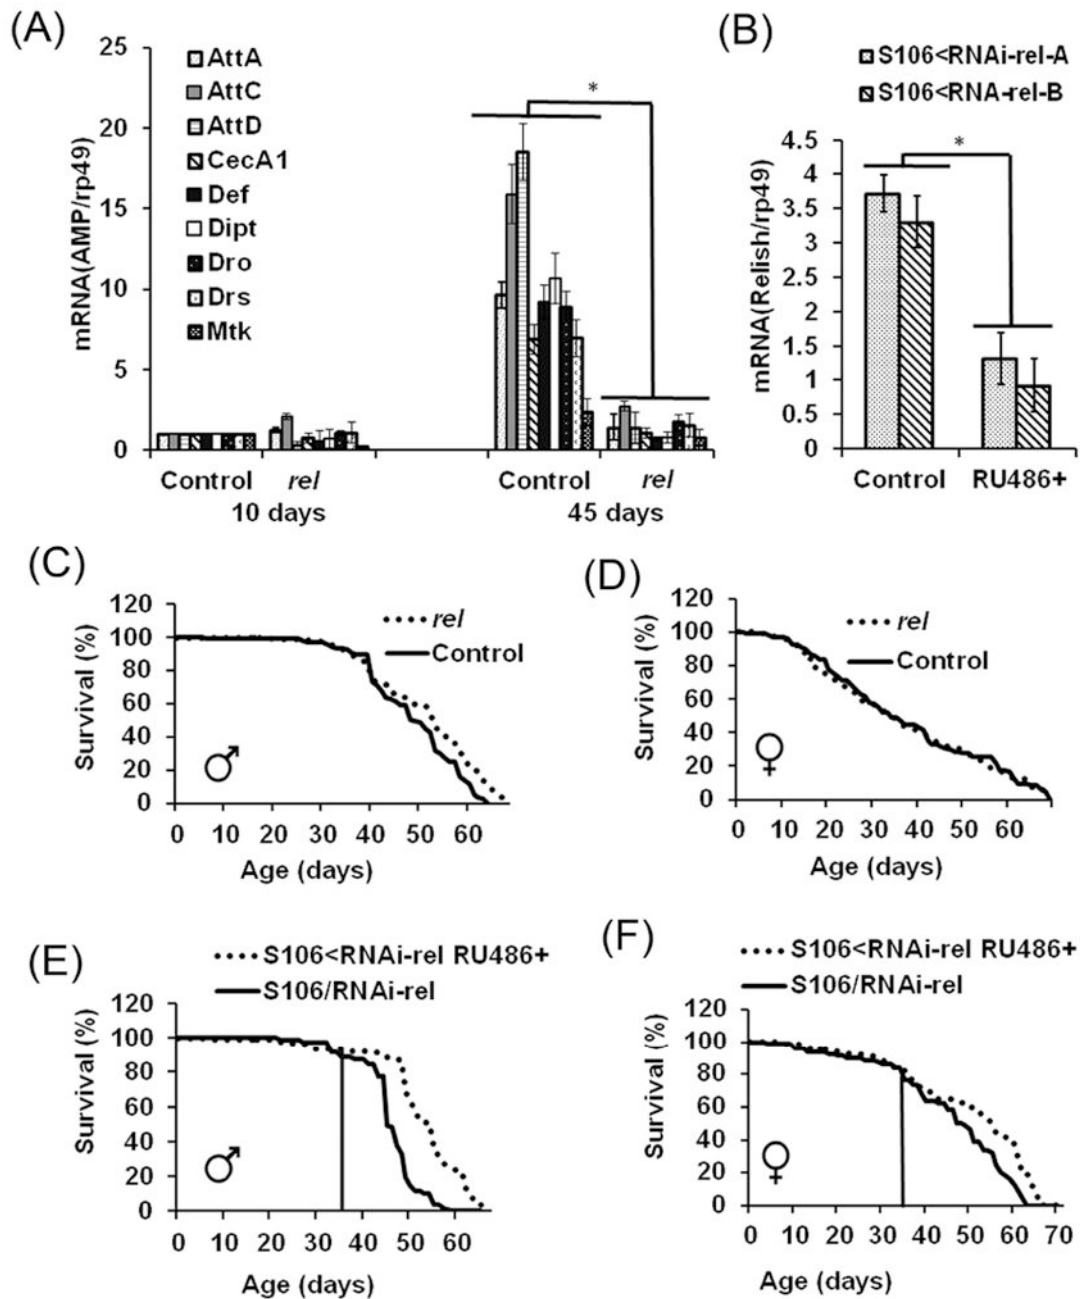 (A)
mRNA(AMP/rp49)
25
20
15
10
5
0
AttA
AttC
AttD
CecA1
Def
Dipt
Dro
Drs
Mtk
*
Control
rel
Control
rel
10 days
45 days
(B)
S106<RNAi-rel-A
S106<RNA-rel-B
mRNA(Relish/rp49)
4.5
4
3.5
3
2.5
2
1.5
1
0.5
0
*
Control
RU486+
(C)
Survival (%)
120
100
80
60
40
20
0
rel
Control
♂
0 10 20 30 40 50 60
Age (days)
(D)
Survival (%)
120
100
80
60
40
20
0
rel
Control
♀
0 10 20 30 40 50 60
Age (days)
(E)
S106<RNAi-rel RU486+
S106/RNAi-rel
Survival (%)
120
100
80
60
40
20
0
♂
0 10 20 30 40 50 60
Age (days)
(F)
S106<RNAi-rel RU486+
S106/RNAi-rel
Survival (%)
120
100
80
60
40
20
0
♀
0 10 20 30 40 50 60 70
Age (days)